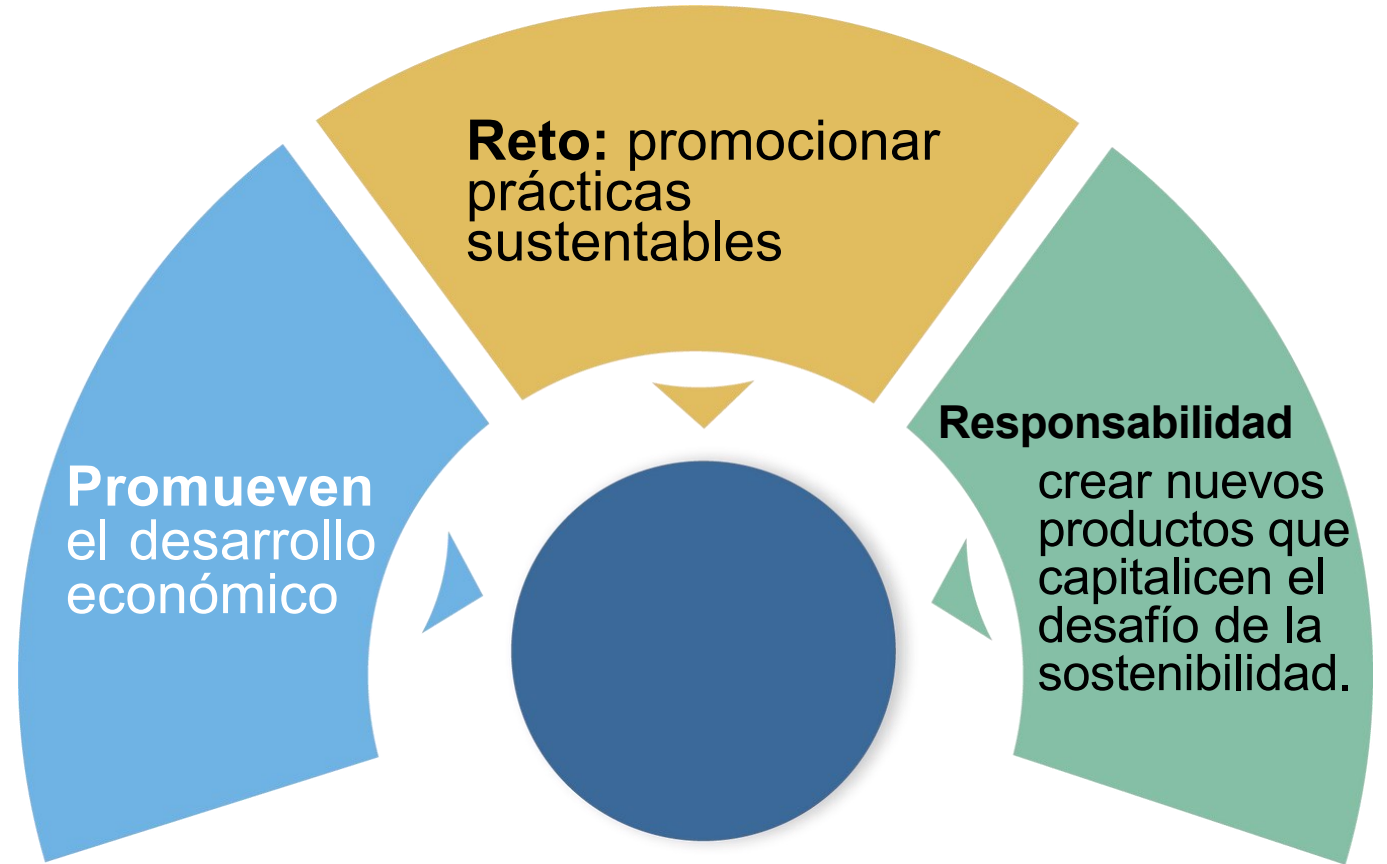 Reto: promocionar
prácticas
sustentables
Promueven
el desarrollo
económico
Responsabilidad
crear nuevos
productos que
capitalicen el
desafío de la
sostenibilidad.